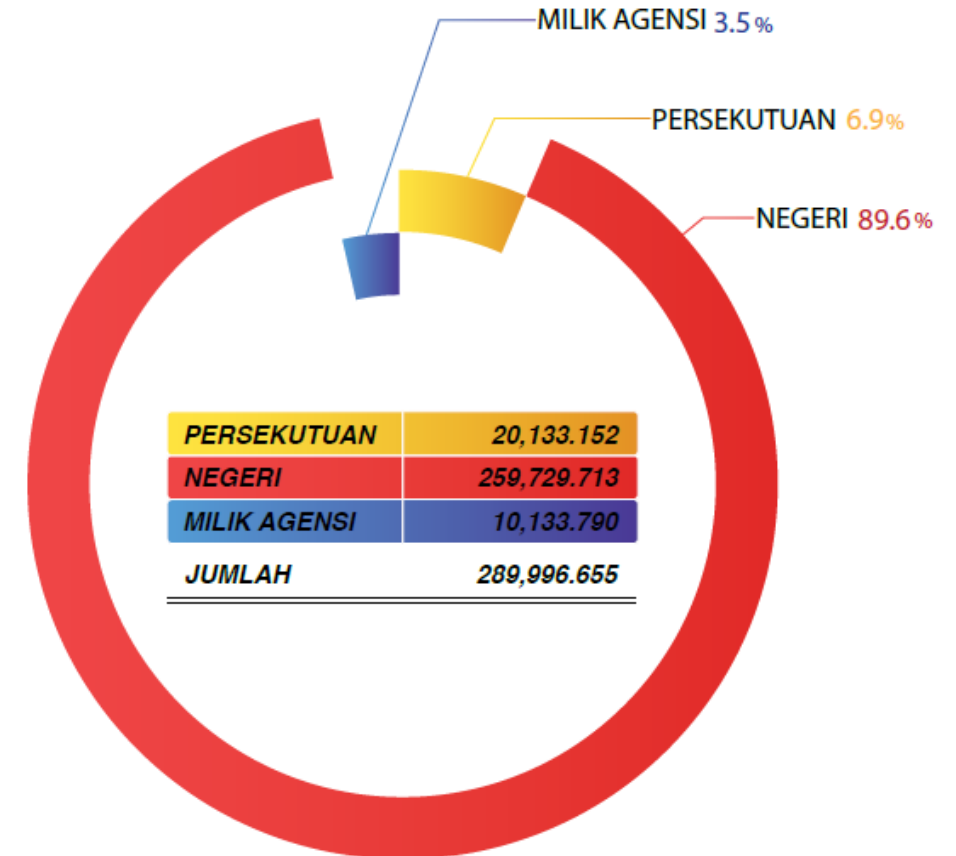 MILIK AGENSI 3.5%
PERSEKUTUAN 6.9%
NEGERI 89.6%
PERSEKUTUAN 20,133.152
NEGERI 259,729.713
MILIK AGENSI 10,133.790
JUMLAH 289,996.655